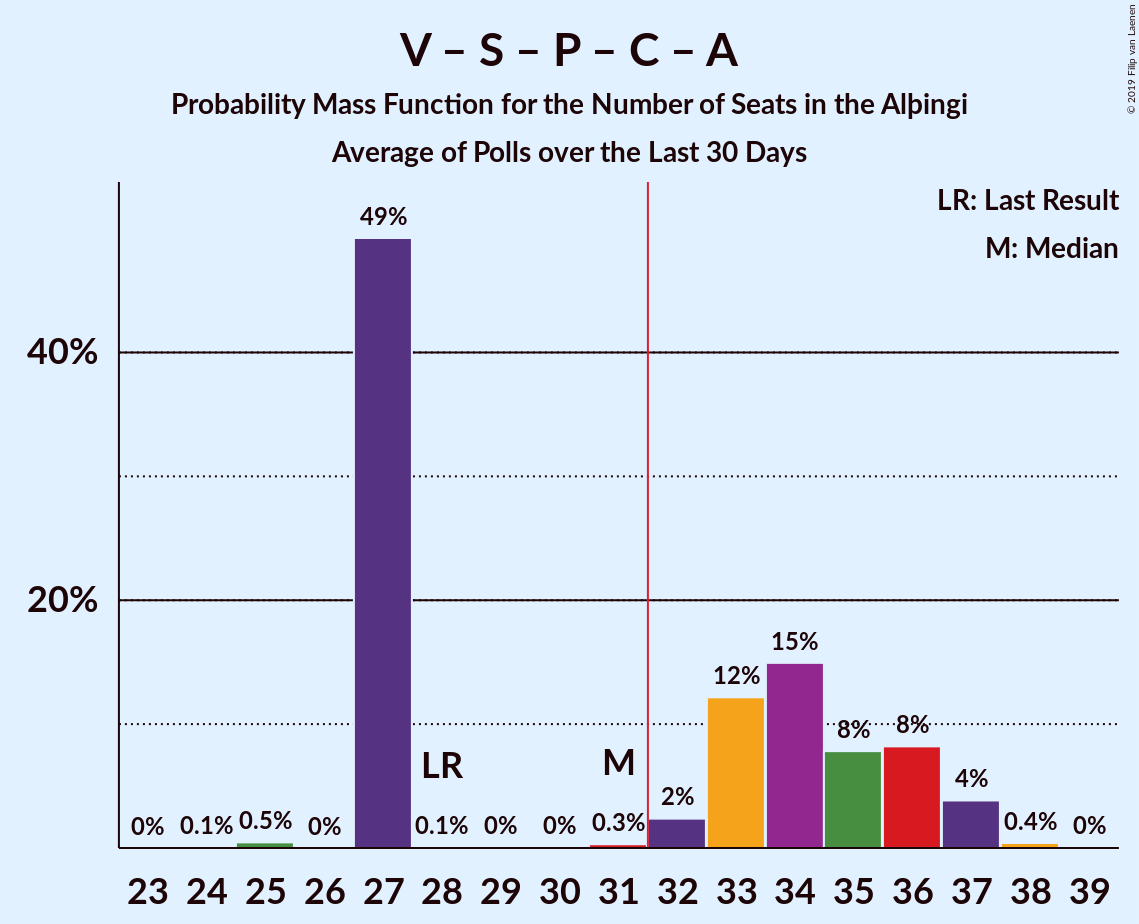 V – S – P – C – A
Probability Mass Function for the Number of Seats in the Alþingi
Average of Polls over the Last 30 Days
© 2019 Filip van Laenen
LR: Last Result
M: Median
49%
40%
20%
15%
12%
8% 8%
4%
2%
LR M
0% 0.1% 0.5% 0% 0.1% 0% 0% 0.3% 0.4% 0%
23 24 25 26 27 28 29 30 31 32 33 34 35 36 37 38 39